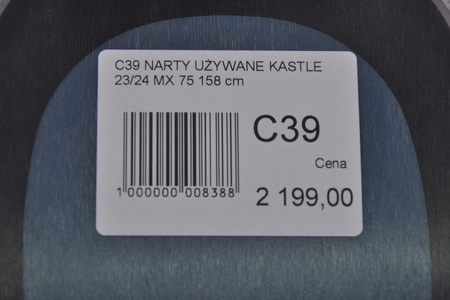 C39 NARTY UŻYWANE KASTLE
23/24 MX 75 158 cm
C39
Cena
1 000000 008388
2 199,00